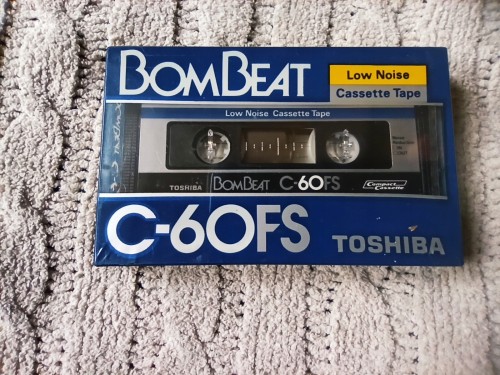 BOMBEAT
Low Noise
Cassette Tape
Low Noise Cassette Tape
TOSHIBA BOMBEAT C-60FS Compact Cassette
C-60FS TOSHIBA